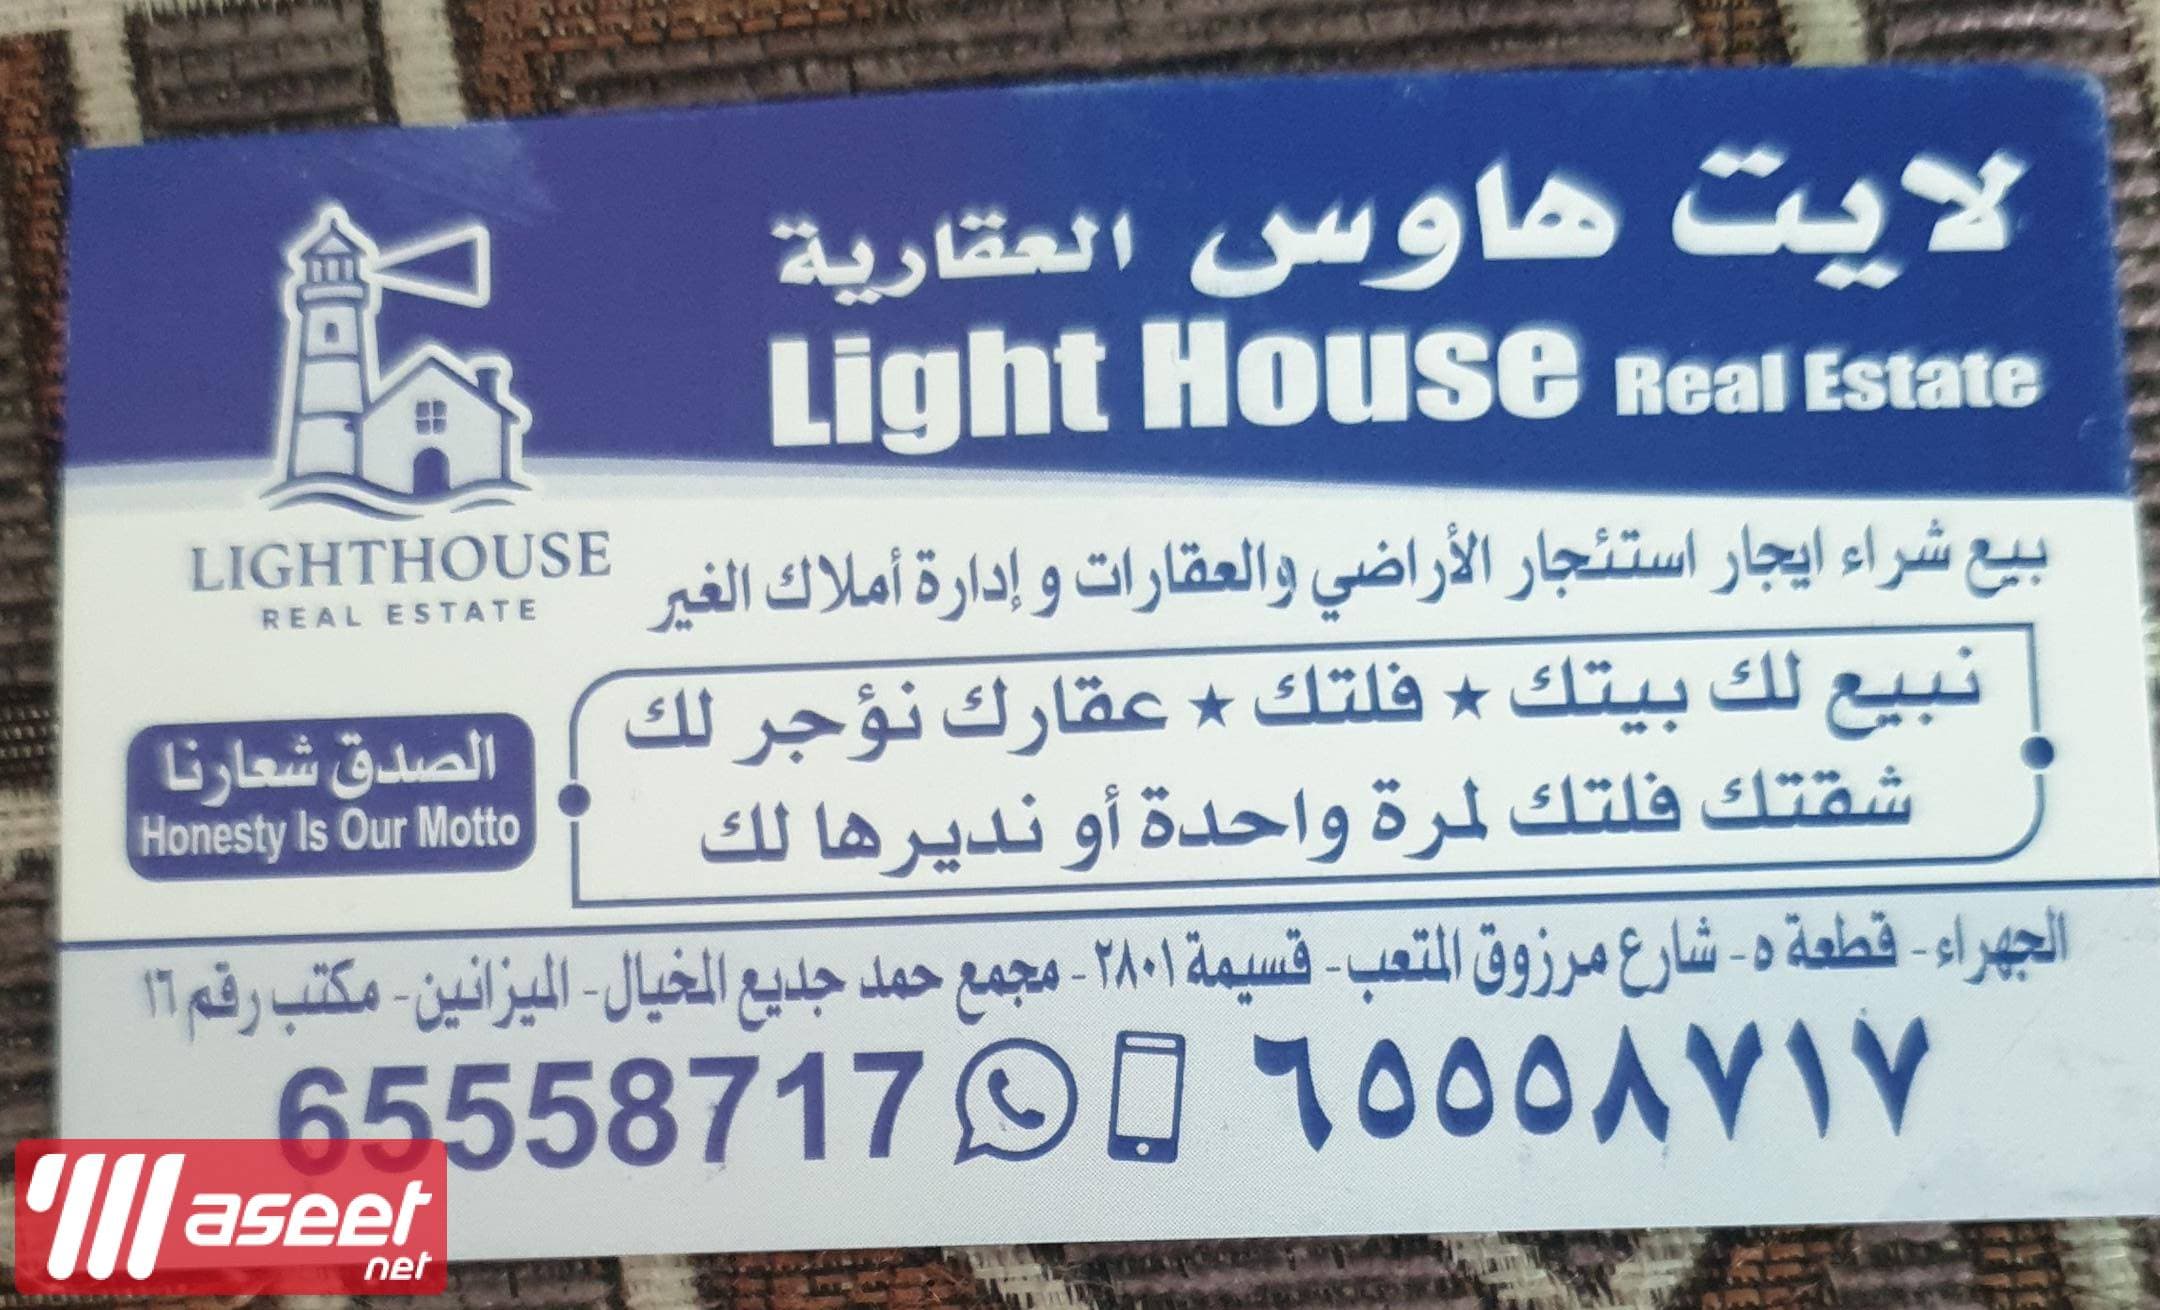 لايت هاوس العقارية
Light House Real Estate
LIGHTHOUSE
REAL ESTATE
بيع شراء ايجار استئجار الأراضي والعقارات و إدارة أملاك الغير
نبيع لك بيتك ★ فلتك ★ عقارك نؤجر لك
شقتك فلتك لمرة واحدة أو نديرها لك
الصدق شعارنا
Honesty Is Our Motto
الجهراء - قطعة ٥ - شارع مرزوق المتعب - قسيمة ٢٨٠١ - مجمع حمد جديع المخيال - الميزانين - مكتب رقم ١٦
65558717 ٦٥٥٥٨٧١٧
Waseet
net